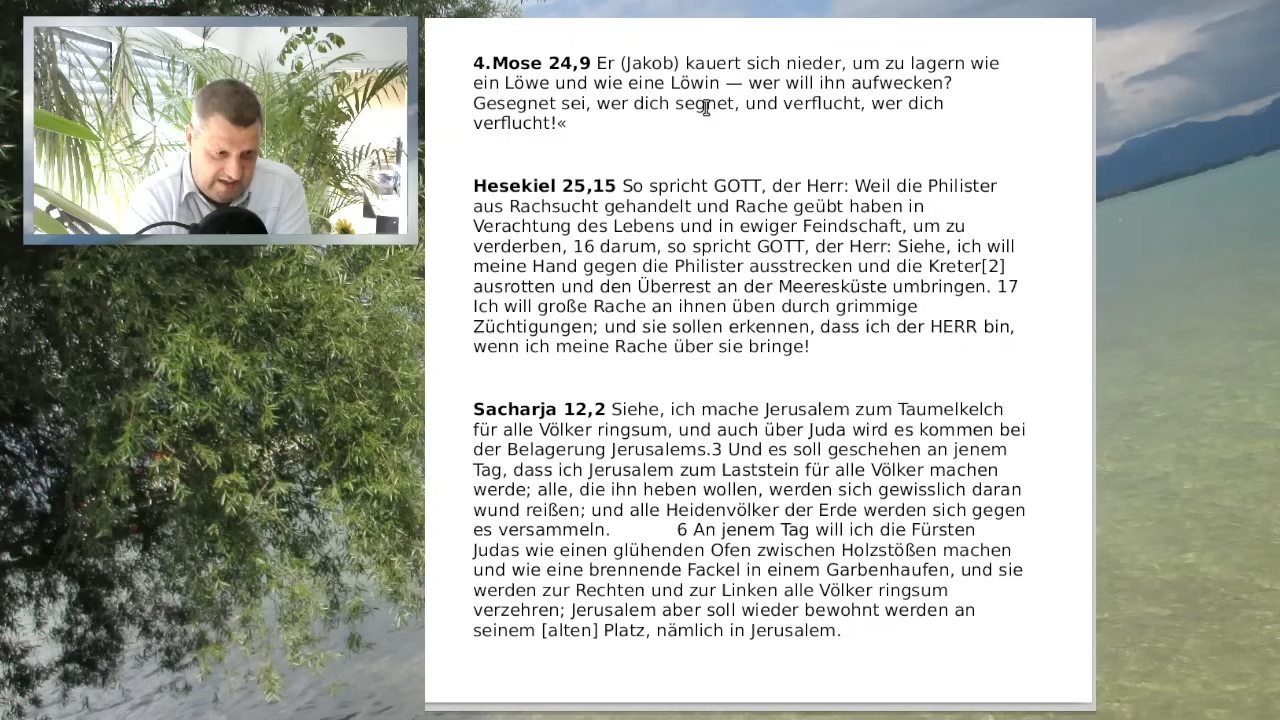 4.Mose 24,9 Er (Jakob) kauert sich nieder, um zu lagern wie
ein Löwe und wie eine Löwin — wer will ihn aufwecken?
Gesegnet sei, wer dich segnet, und verflucht, wer dich
verflucht!«
Hesekiel 25,15 So spricht GOTT, der Herr: Weil die Philister
aus Rachsucht gehandelt und Rache geübt haben in
Verachtung des Lebens und in ewiger Feindschaft, um zu
verderben, 16 darum, so spricht GOTT, der Herr: Siehe, ich will
meine Hand gegen die Philister ausstrecken und die Kreter[2]
ausrotten und den Überrest an der Meeresküste umbringen. 17
Ich will große Rache an ihnen üben durch grimmige
Züchtigungen; und sie sollen erkennen, dass ich der HERR bin,
wenn ich meine Rache über sie bringe!
Sacharja 12,2 Siehe, ich mache Jerusalem zum Taumelkelch
für alle Völker ringsum, und auch über Juda wird es kommen bei
der Belagerung Jerusalems.3 Und es soll geschehen an jenem
Tag, dass ich Jerusalem zum Laststein für alle Völker machen
werde; alle, die ihn heben wollen, werden sich gewisslich daran
wund reißen; und alle Heidenvölker der Erde werden sich gegen
es versammeln. 6 An jenem Tag will ich die Fürsten
Judas wie einen glühenden Ofen zwischen Holzstößen machen
und wie eine brennende Fackel in einem Garbenhaufen, und sie
werden zur Rechten und zur Linken alle Völker ringsum
verzehren; Jerusalem aber soll wieder bewohnt werden an
seinem [alten] Platz, nämlich in Jerusalem.